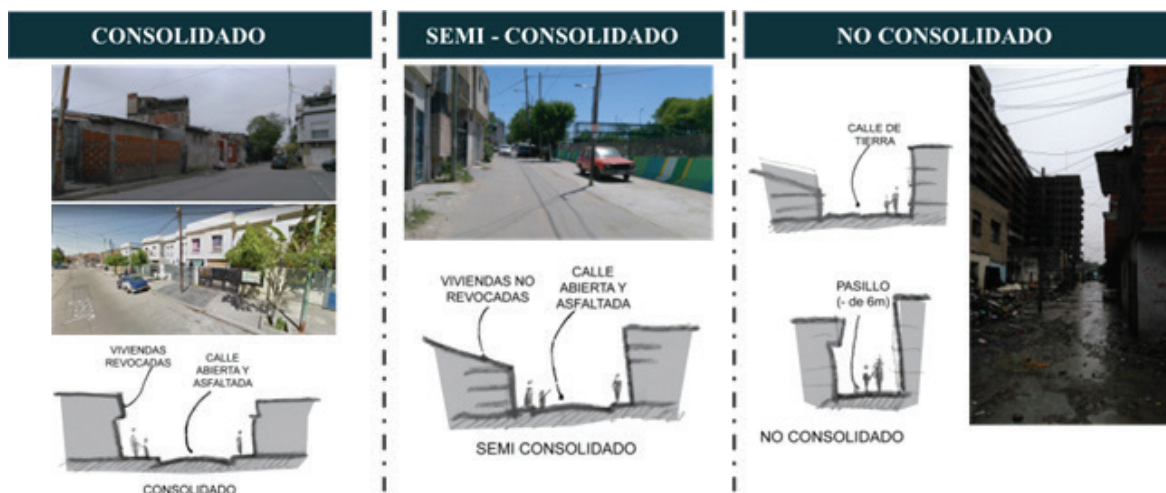 CONSOLIDADO
VIVIENDAS
REVOCADAS
CALLE
ABIERTA Y
ASFALTADA
CONSOLIDADO
SEMI - CONSOLIDADO
VIVIENDAS NO
REVOCADAS
CALLE
ABIERTA Y
ASFALTADA
SEMI CONSOLIDADO
NO CONSOLIDADO
CALLE DE
TIERRA
PASILLO
(- de 6m)
NO CONSOLIDADO